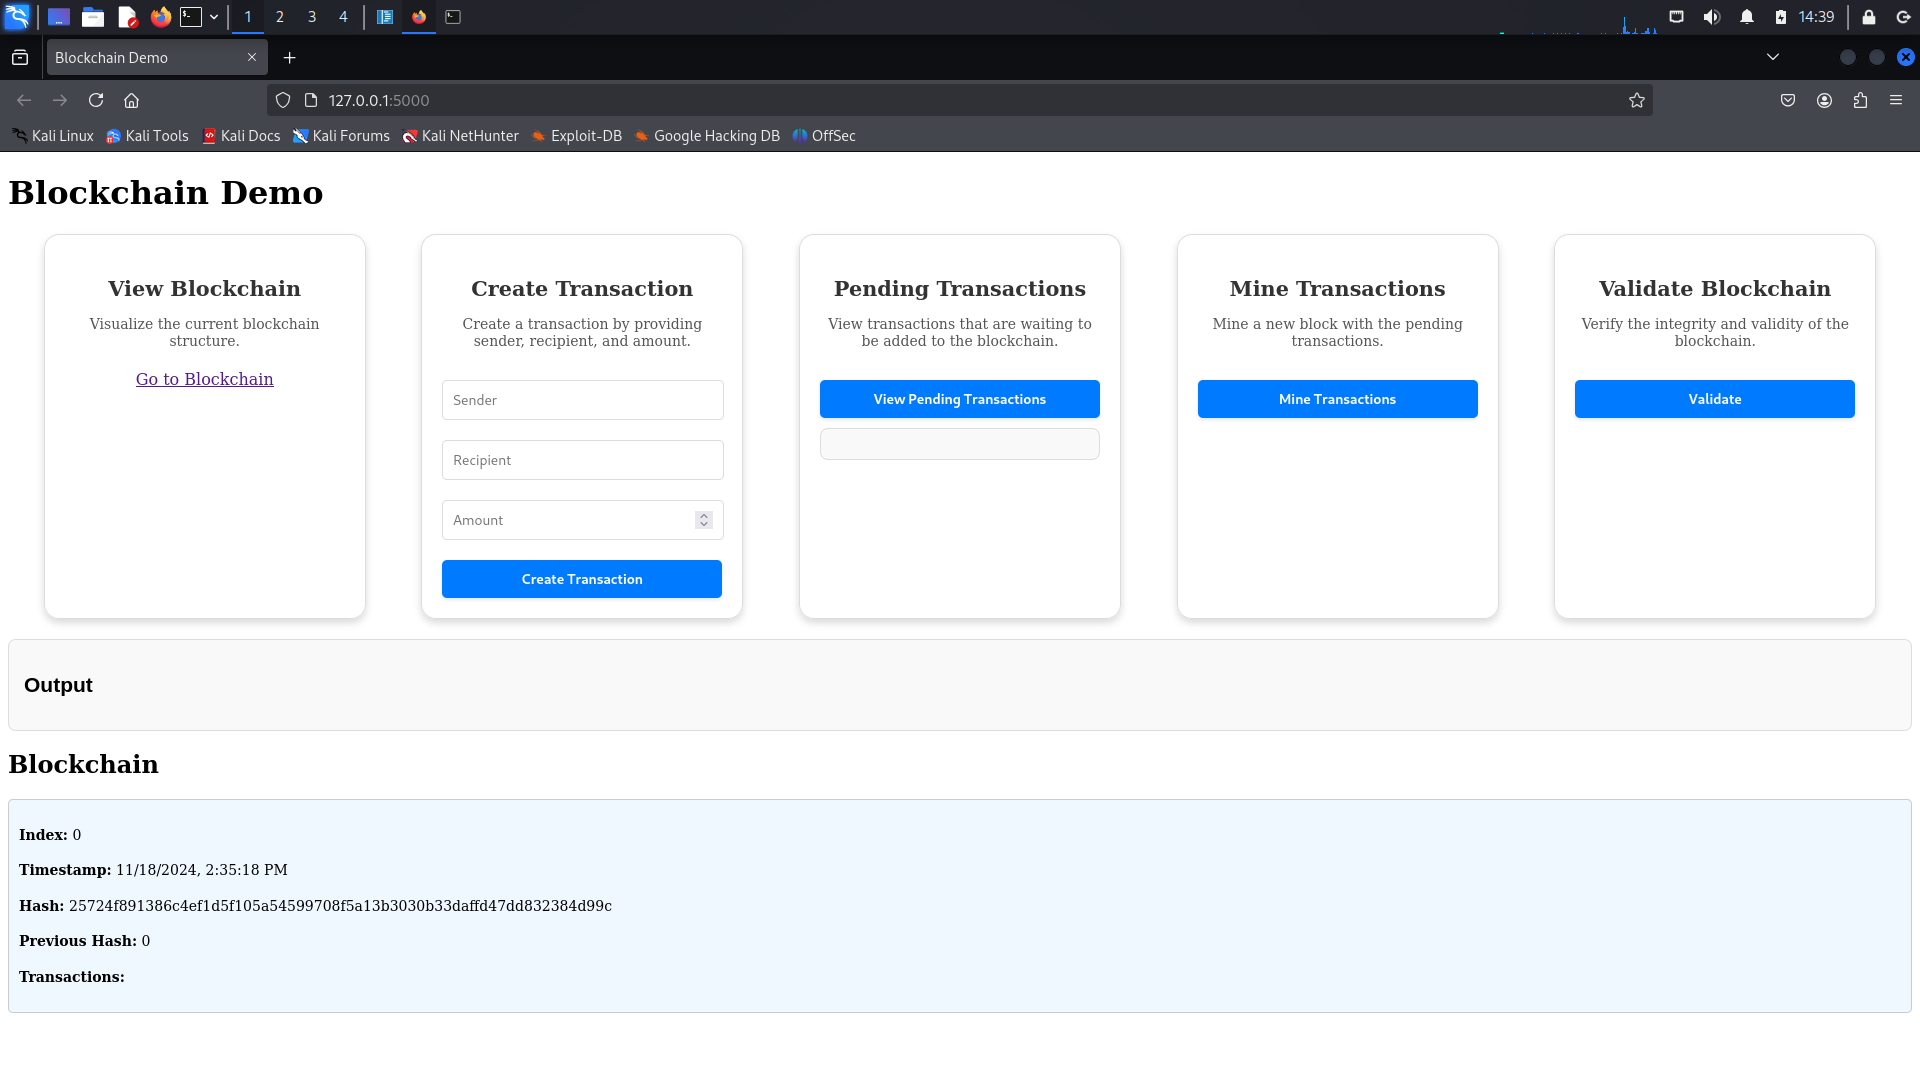 1 2 3 4 14:39
Blockchain Demo
127.0.0.1:5000
Kali Linux Kali Tools Kali Docs Kali Forums Kali NetHunter Exploit-DB Google Hacking DB OffSec
Blockchain Demo
View Blockchain
Visualize the current blockchain
structure.
Go to Blockchain
Create Transaction
Create a transaction by providing
sender, recipient, and amount.
Sender
Recipient
Amount
Create Transaction
Pending Transactions
View transactions that are waiting to
be added to the blockchain.
View Pending Transactions
Mine Transactions
Mine a new block with the pending
transactions.
Mine Transactions
Validate Blockchain
Verify the integrity and validity of the
blockchain.
Validate
Output
Blockchain
Index: 0
Timestamp: 11/18/2024, 2:35:18 PM
Hash: 25724f891386c4ef1d5f105a54599708f5a13b3030b33daffd47dd832384d99c
Previous Hash: 0
Transactions: